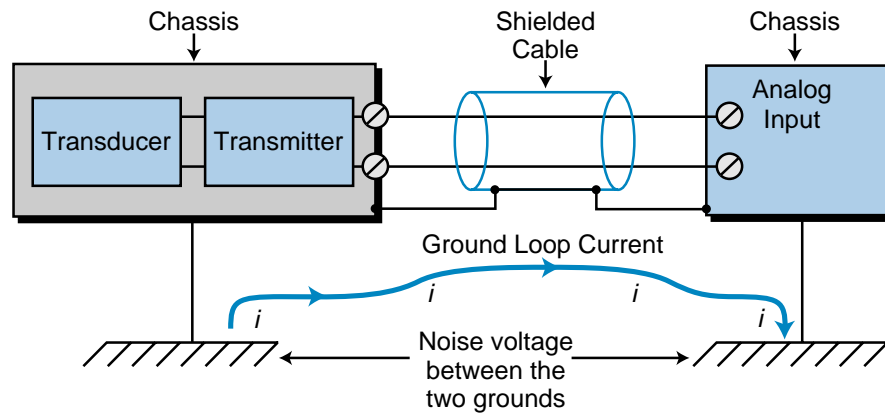 Chassis
Shielded
Cable
Chassis
Transducer
Transmitter
Analog
Input
Ground Loop Current
i
i
i
i
Noise voltage
between the
two grounds